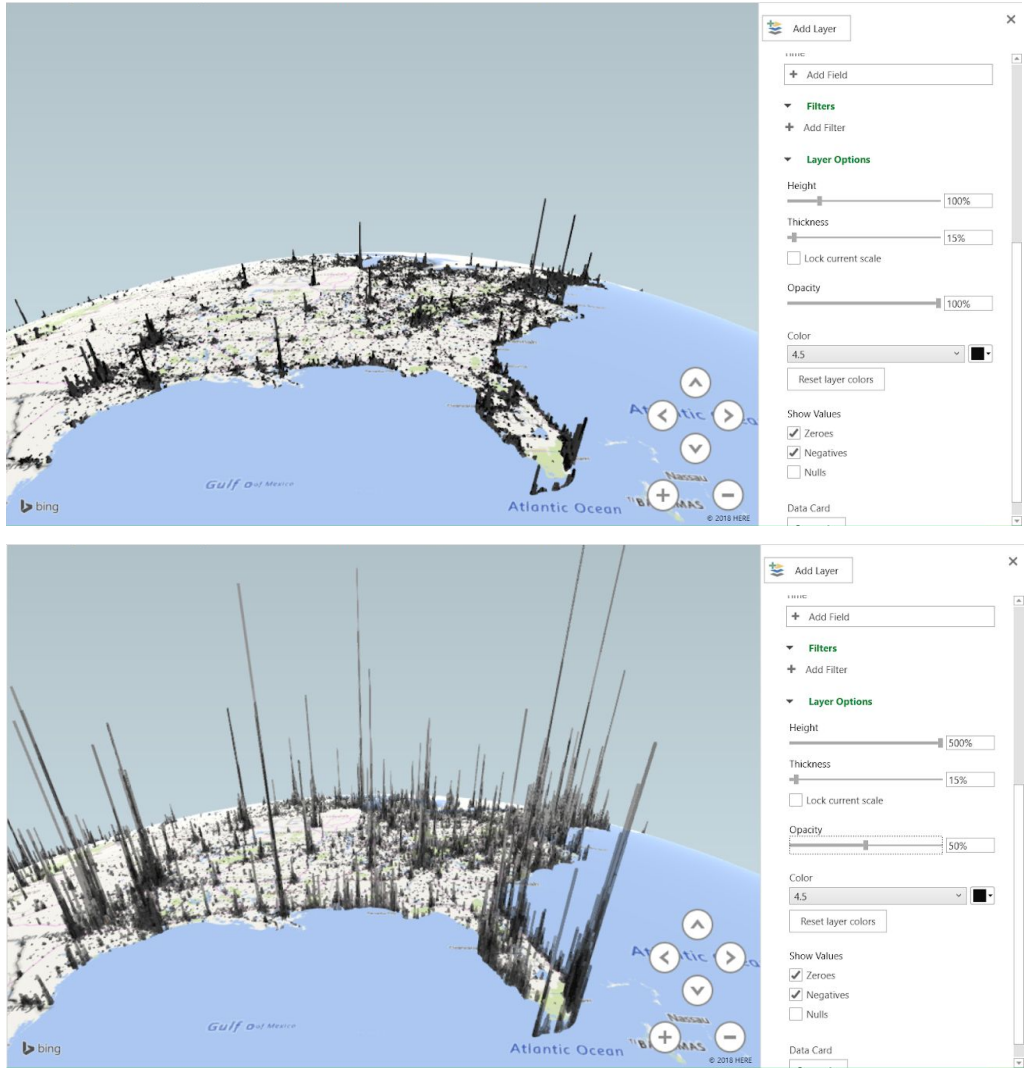 Add Layer
Time
Add Field
Filters
Add Filter
Layer Options
Height
100%
Thickness
15%
Lock current scale
Opacity
100%
Color
4.5
Reset layer colors
Show Values
Zeroes
Negatives
Nulls
Data Card
Gulf of Mexico
Atlantic Ocean
Nassau
bing
© 2018 HERE
Add Layer
Time
Add Field
Filters
Add Filter
Layer Options
Height
500%
Thickness
15%
Lock current scale
Opacity
50%
Color
4.5
Reset layer colors
Show Values
Zeroes
Negatives
Nulls
Data Card
Gulf of Mexico
Atlantic Ocean
Nassau
bing
© 2018 HERE